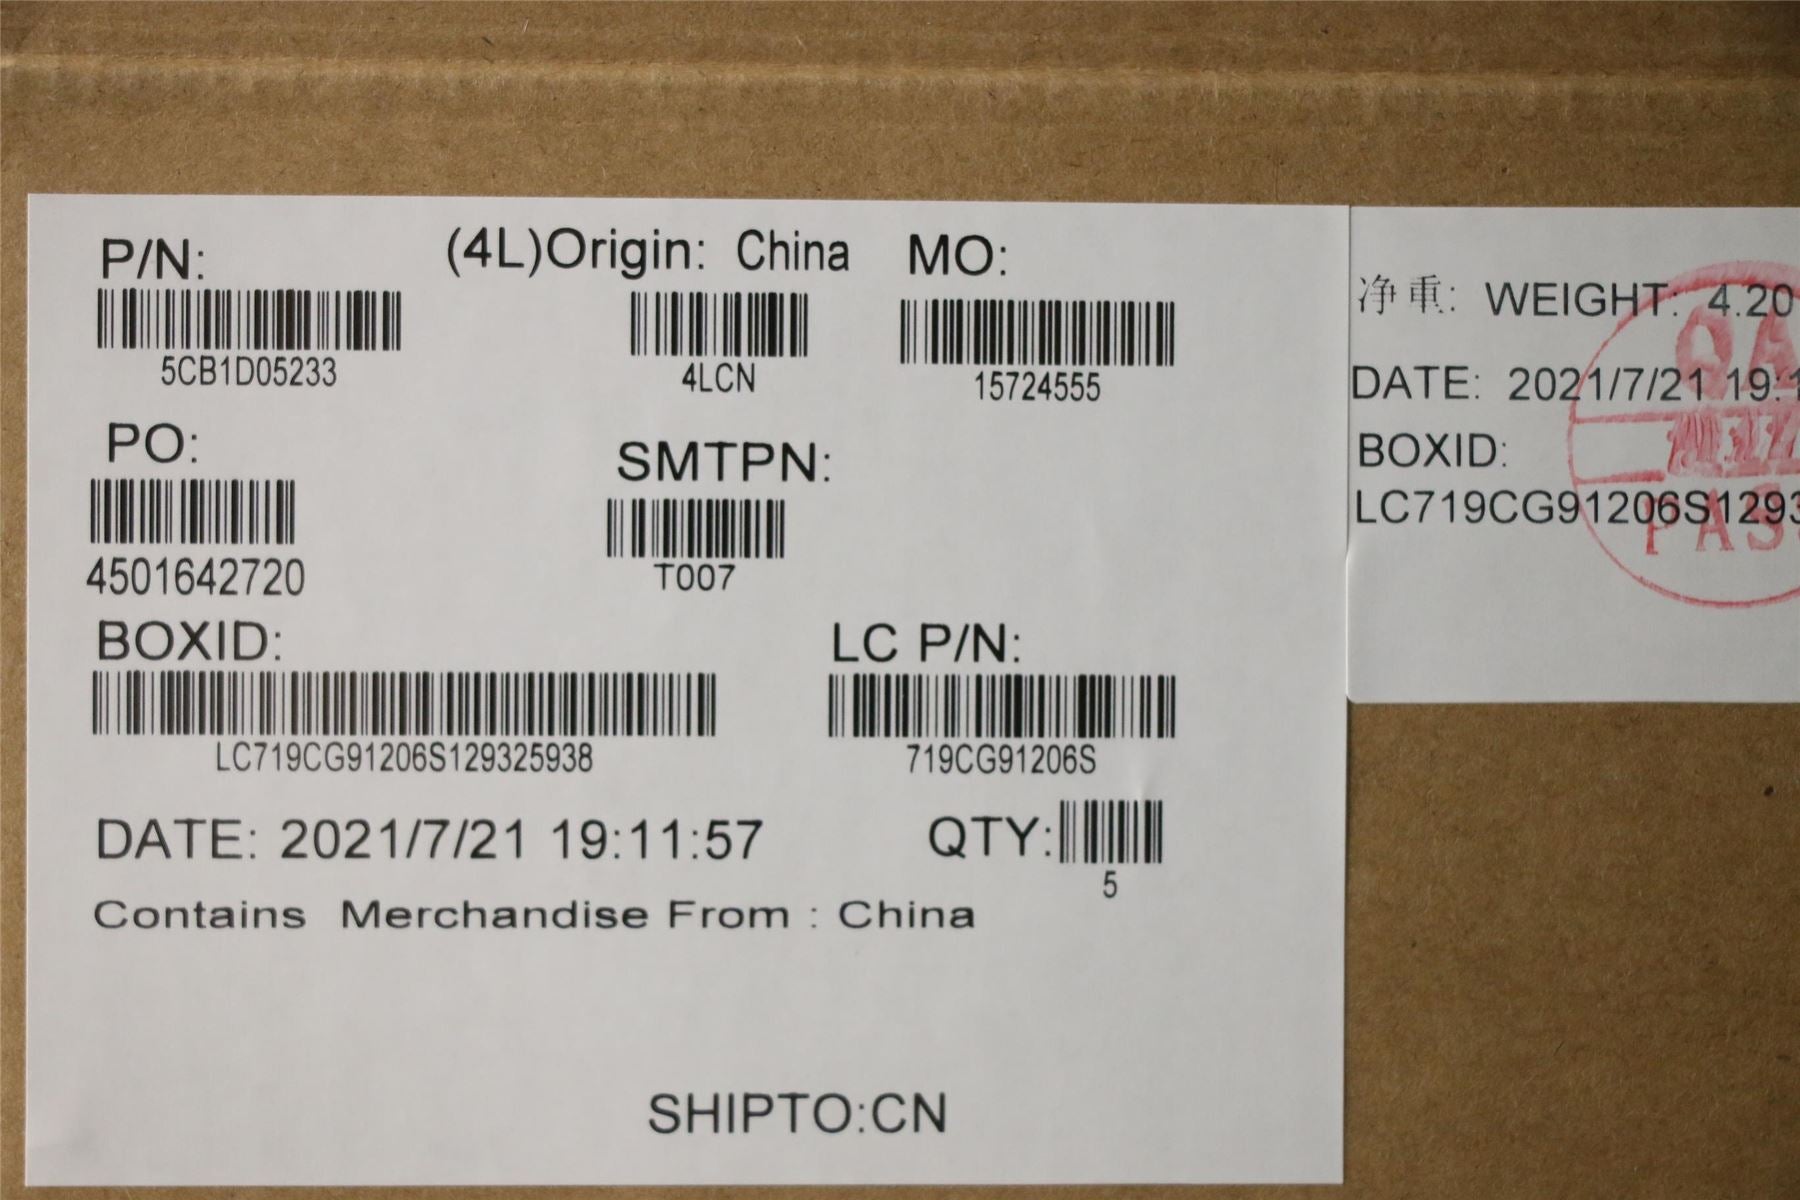 P/N:
5CB1D05233
(4L)Origin: China
4LCN
MO:
15724555
PO:
4501642720
SMTPN:
T007
BOXID:
LC719CG91206S129325938
LC P/N:
719CG91206S
DATE: 2021/7/21 19:11:57
QTY:
5
Contains Merchandise From : China
SHIPTO:CN
净重: WEIGHT: 4.20
DATE: 2021/7/21 19:1
BOXID:
LC719CG91206S1293
QA
PAS